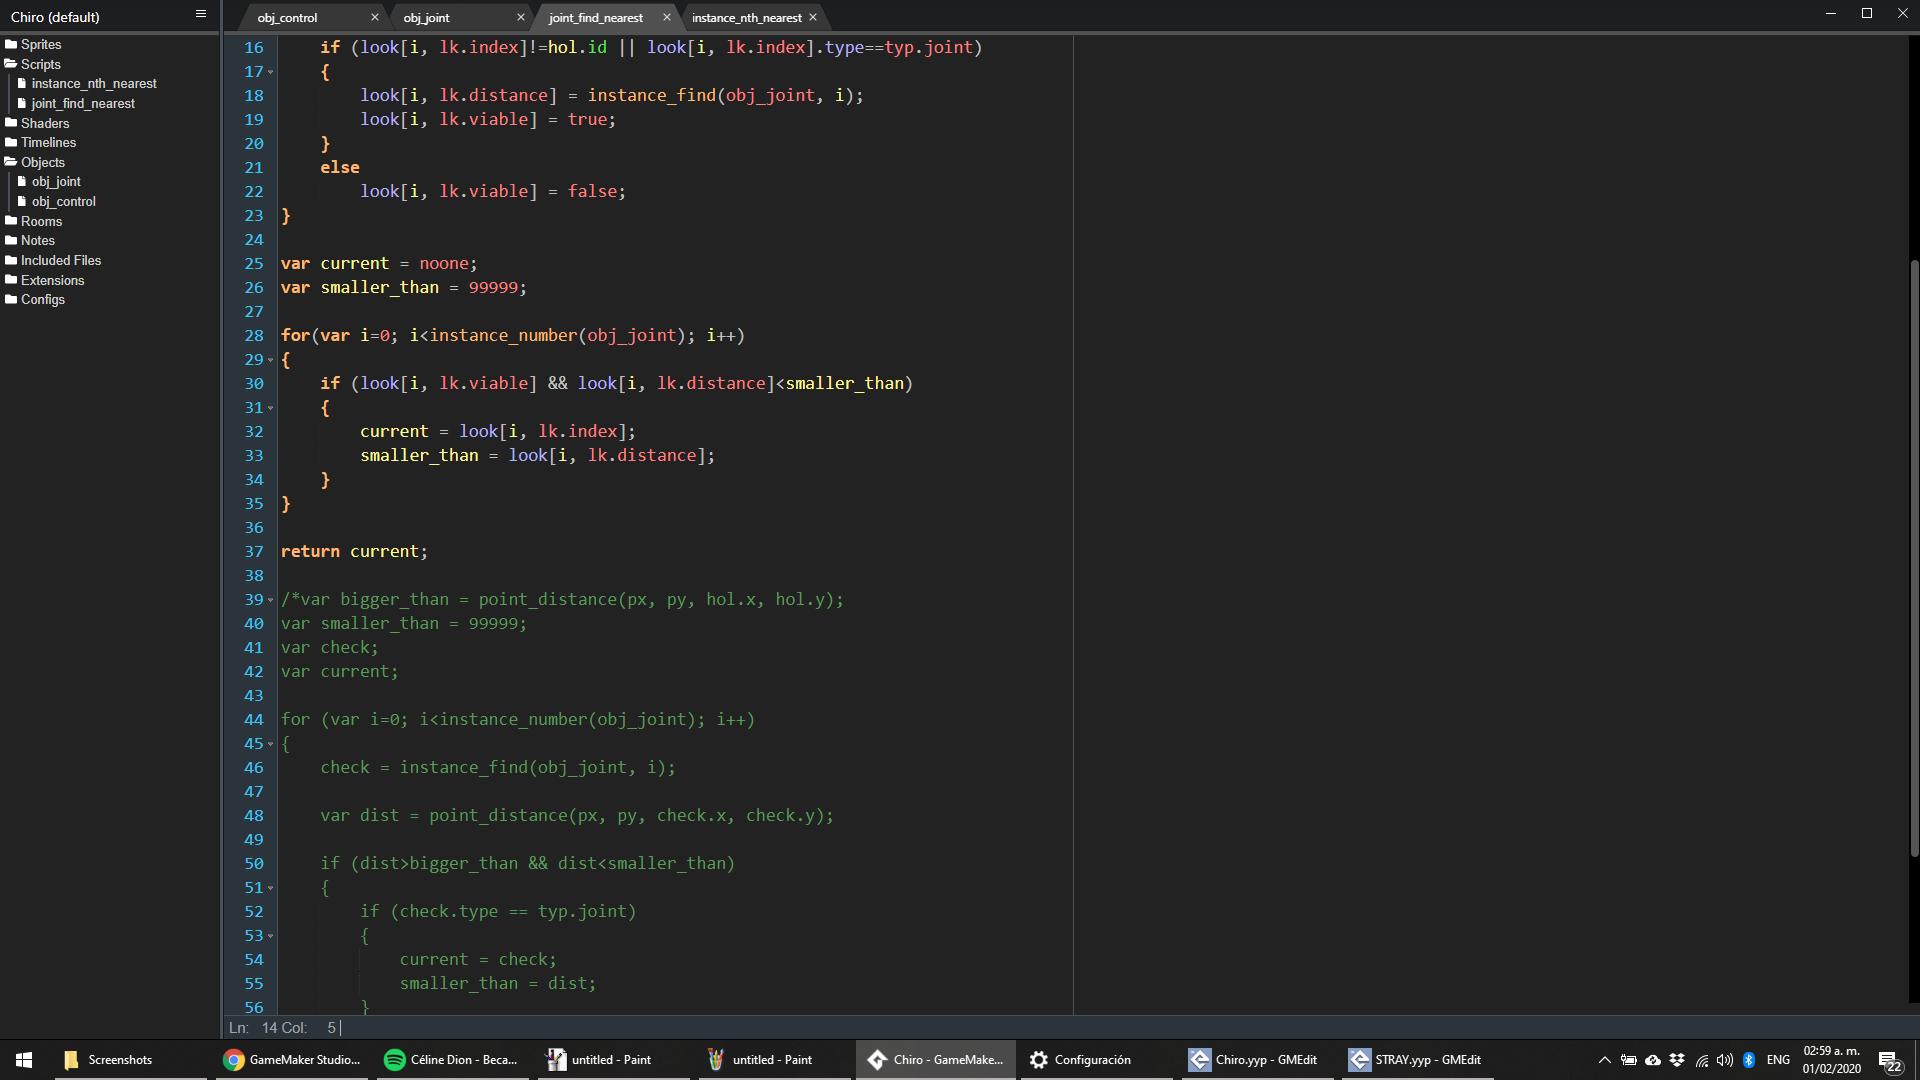 Chiro (default)
obj_control
obj_joint
joint_find_nearest
instance_nth_nearest
Sprites
Scripts
instance_nth_nearest
joint_find_nearest
Shaders
Timelines
Objects
obj_joint
obj_control
Rooms
Notes
Included Files
Extensions
Configs
16 if (look[i, lk.index]!=hol.id || look[i, lk.index].type==typ.joint)
17 {
18 look[i, lk.distance] = instance_find(obj_joint, i);
19 look[i, lk.viable] = true;
20 }
21 else
22 look[i, lk.viable] = false;
23 }
24
25 var current = noone;
26 var smaller_than = 99999;
27
28 for(var i=0; i<instance_number(obj_joint); i++)
29 {
30 if (look[i, lk.viable] && look[i, lk.distance]<smaller_than)
31 {
32 current = look[i, lk.index];
33 smaller_than = look[i, lk.distance];
34 }
35 }
36
37 return current;
38
39 /*var bigger_than = point_distance(px, py, hol.x, hol.y);
40 var smaller_than = 99999;
41 var check;
42 var current;
43
44 for (var i=0; i<instance_number(obj_joint); i++)
45 {
46 check = instance_find(obj_joint, i);
47
48 var dist = point_distance(px, py, check.x, check.y);
49
50 if (dist>bigger_than && dist<smaller_than)
51 {
52 if (check.type == typ.joint)
53 {
54 current = check;
55 smaller_than = dist;
56 }
Ln: 14 Col: 5
Screenshots
GameMaker Studio...
Céline Dion - Beca...
untitled - Paint
untitled - Paint
Chiro - GameMake...
Configuración
Chiro.yyp - GMEdit
STRAY.yyp - GMEdit
ENG
02:59 a. m.
01/02/2020
22